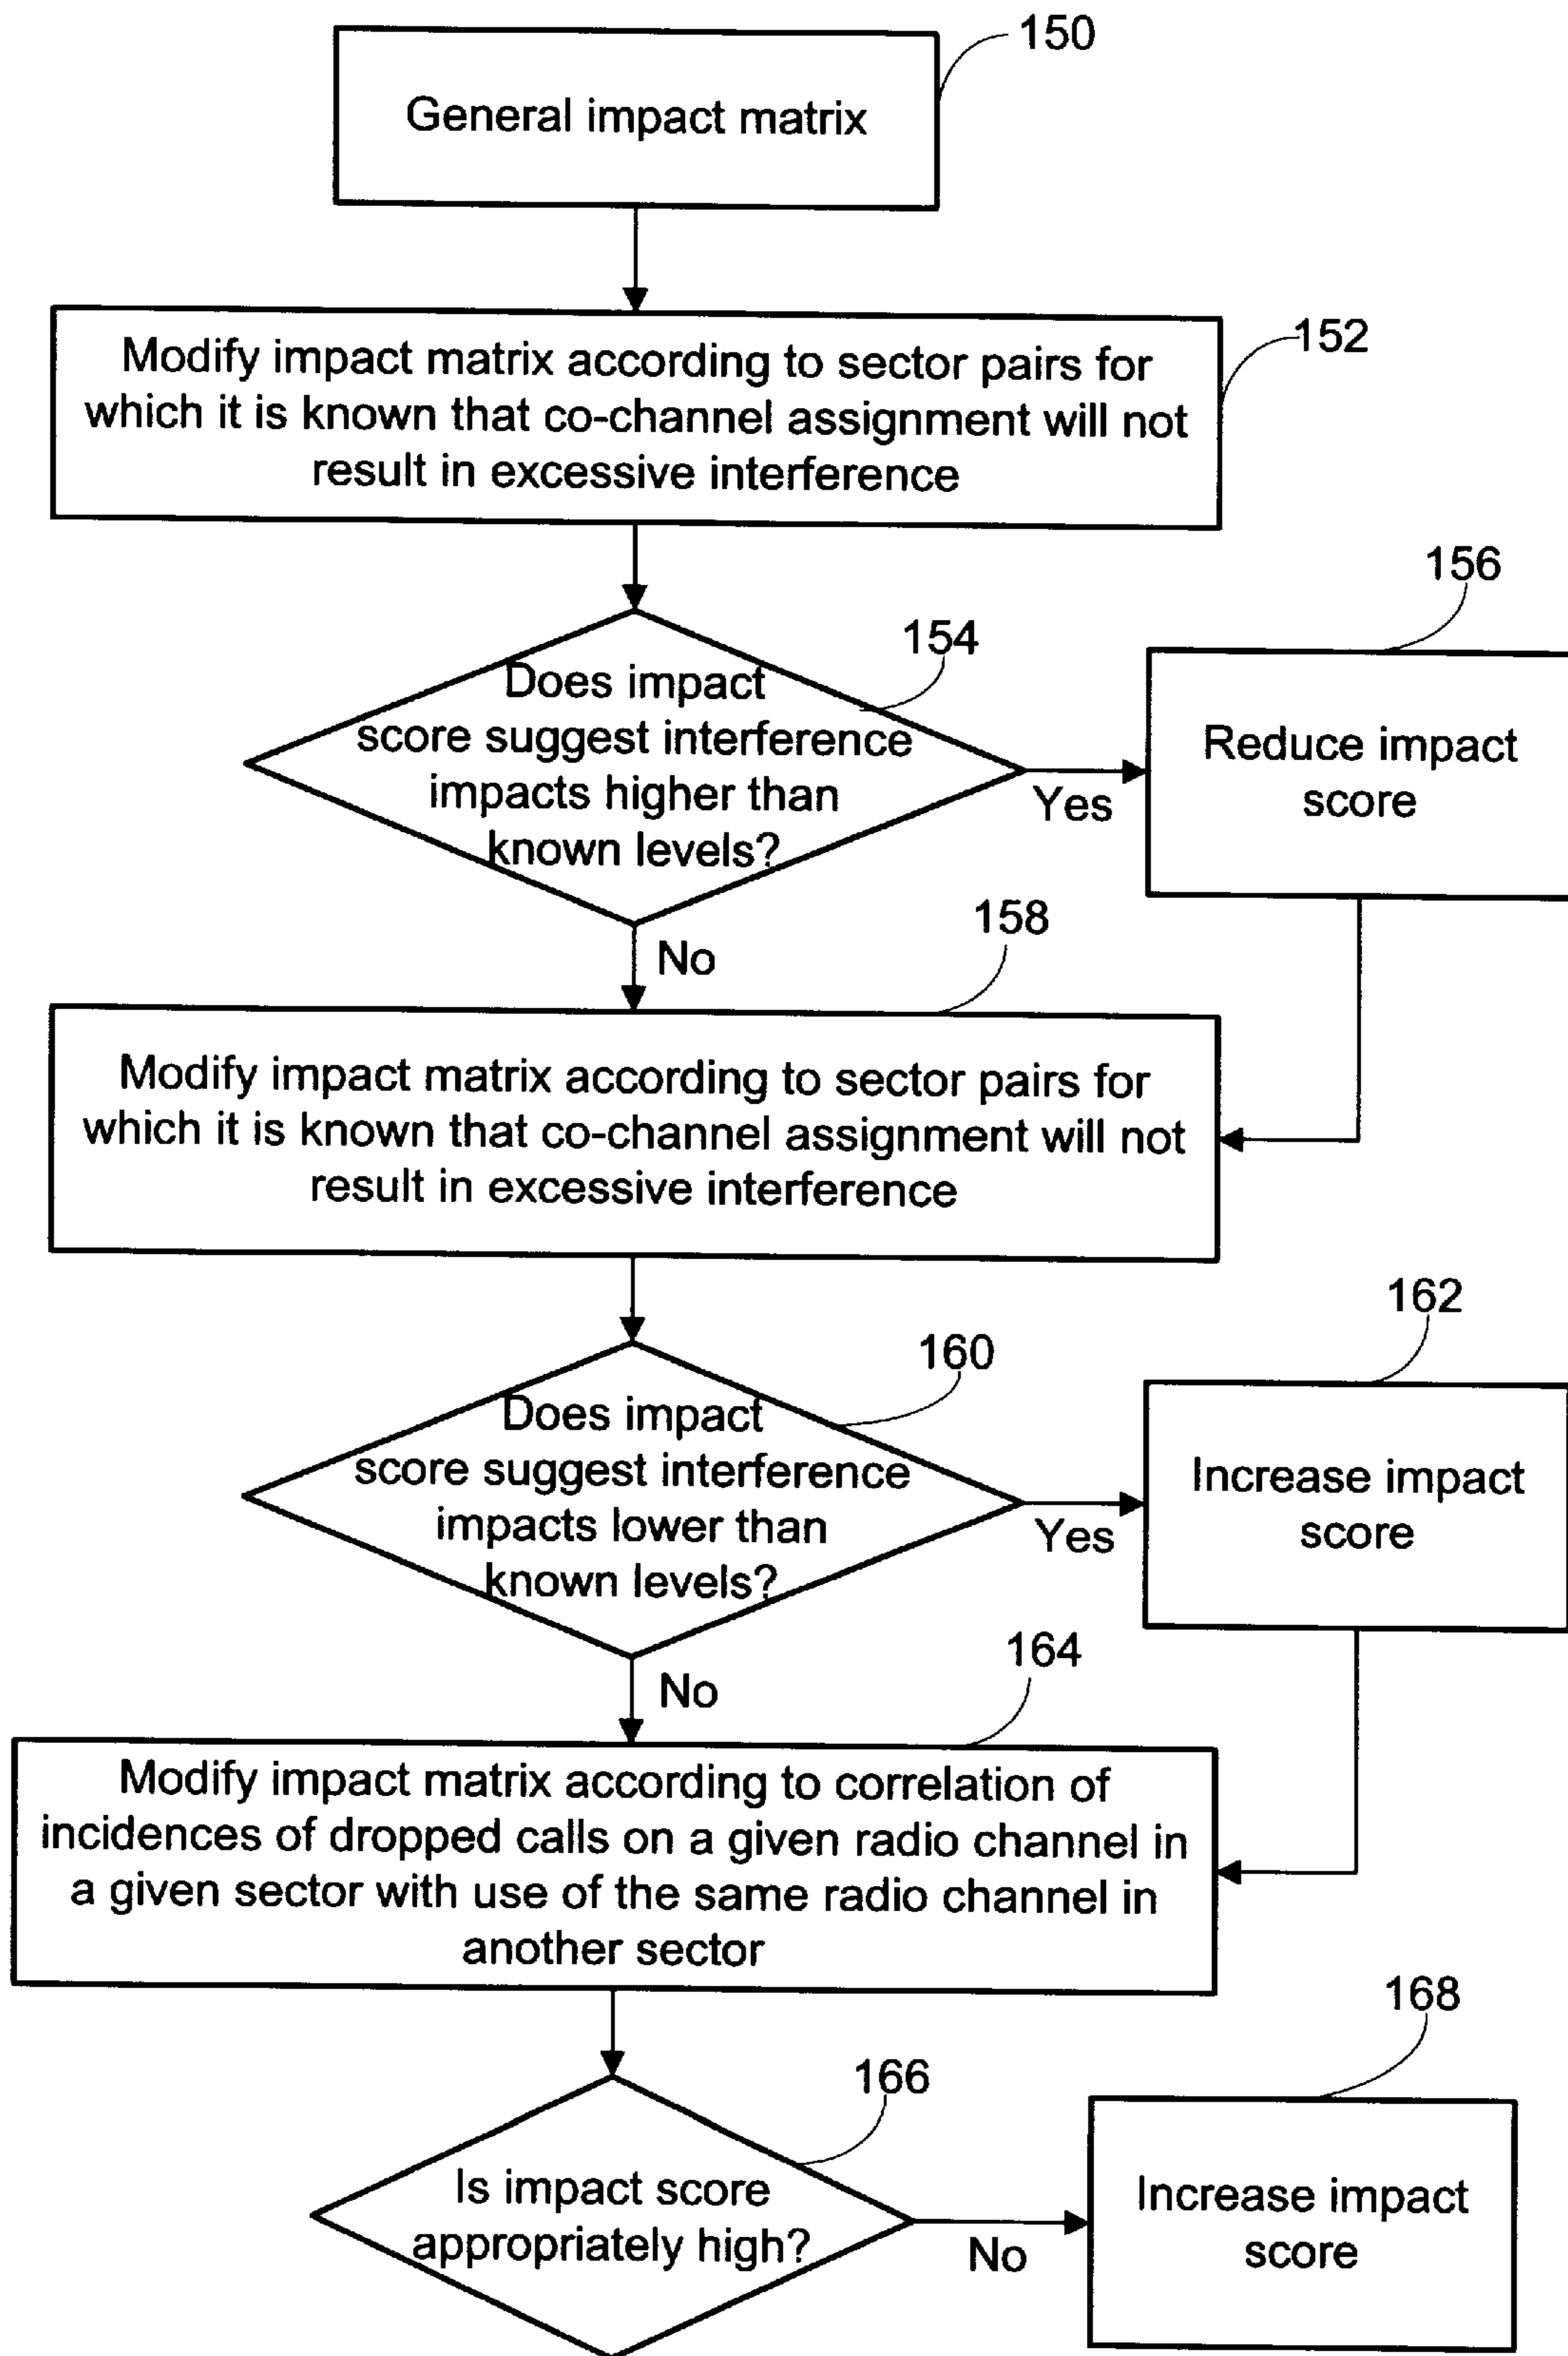 150
General impact matrix
152
Modify impact matrix according to sector pairs for
which it is known that co-channel assignment will not
result in excessive interference
154
Does impact
score suggest interference
impacts higher than
known levels?
Yes
156
Reduce impact
score
No
158
Modify impact matrix according to sector pairs for
which it is known that co-channel assignment will not
result in excessive interference
160
Does impact
score suggest interference
impacts lower than
known levels?
Yes
162
Increase impact
score
No
164
Modify impact matrix according to correlation of
incidences of dropped calls on a given radio channel in
a given sector with use of the same radio channel in
another sector
166
Is impact score
appropriately high?
No
168
Increase impact
score